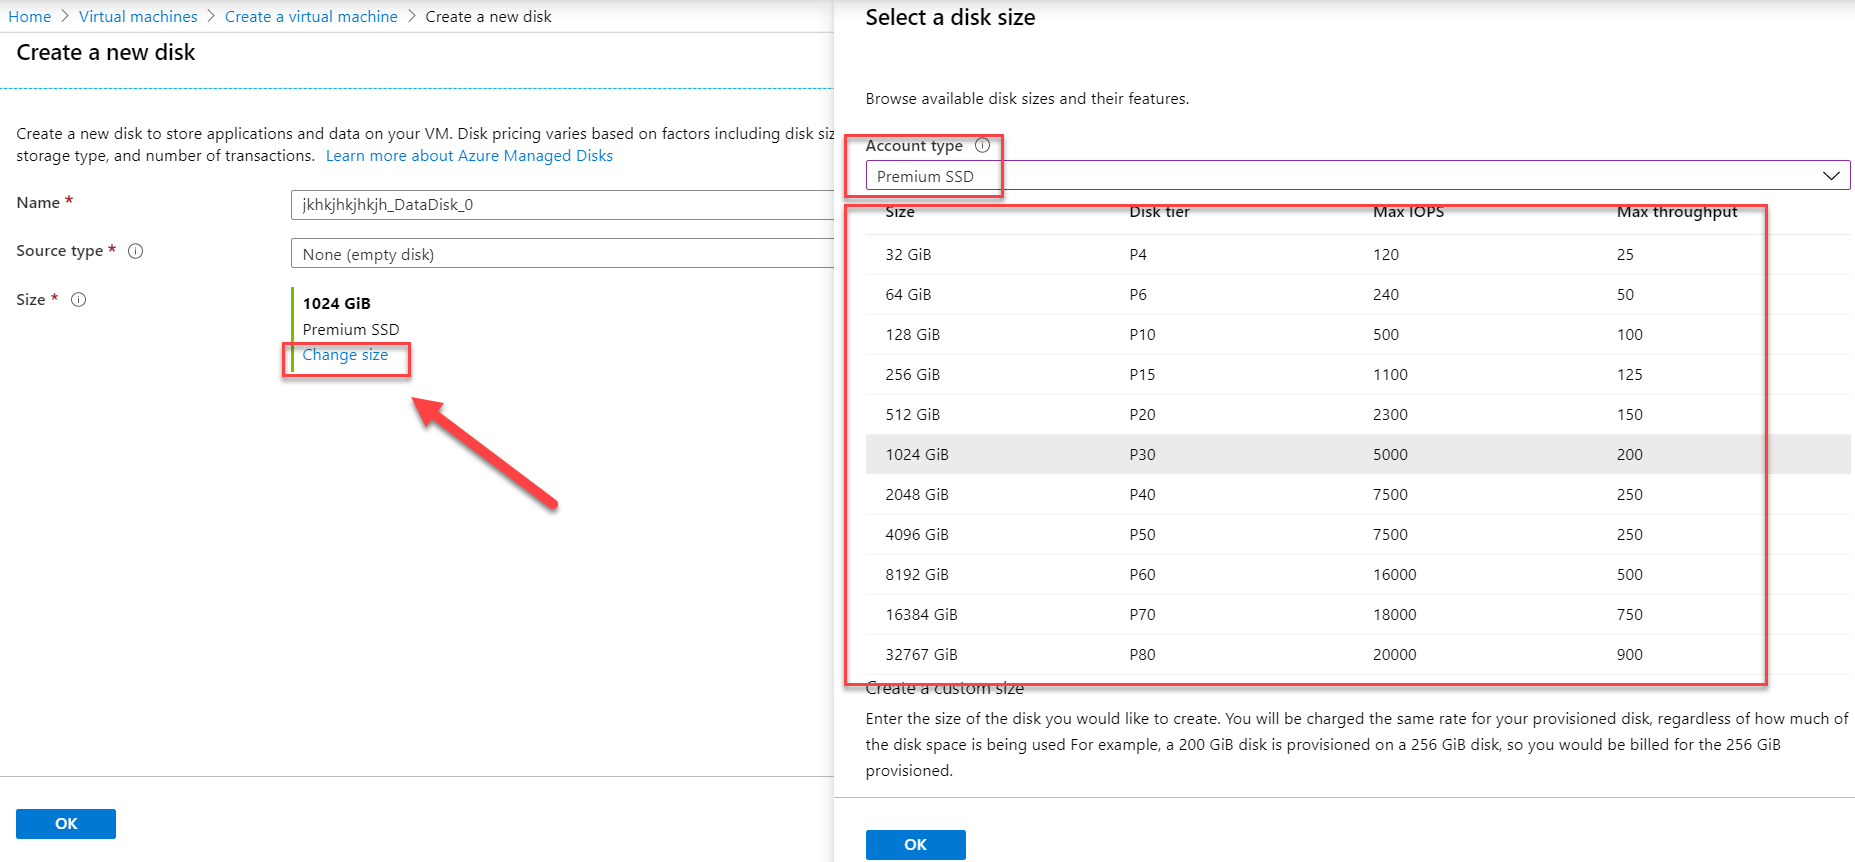 Home > Virtual machines > Create a virtual machine > Create a new disk
Create a new disk
Create a new disk to store applications and data on your VM. Disk pricing varies based on factors including disk siz
storage type, and number of transactions. Learn more about Azure Managed Disks
Name * jkhkjhkjhkjh_DataDisk_0
Source type * None (empty disk)
Size * 1024 GiB
Premium SSD
Change size
OK
Select a disk size
Browse available disk sizes and their features.
Account type
Premium SSD
Size Disk tier Max IOPS Max throughput
32 GiB P4 120 25
64 GiB P6 240 50
128 GiB P10 500 100
256 GiB P15 1100 125
512 GiB P20 2300 150
1024 GiB P30 5000 200
2048 GiB P40 7500 250
4096 GiB P50 7500 250
8192 GiB P60 16000 500
16384 GiB P70 18000 750
32767 GiB P80 20000 900
Create a custom size
Enter the size of the disk you would like to create. You will be charged the same rate for your provisioned disk, regardless of how much of
the disk space is being used For example, a 200 GiB disk is provisioned on a 256 GiB disk, so you would be billed for the 256 GiB
provisioned.
OK